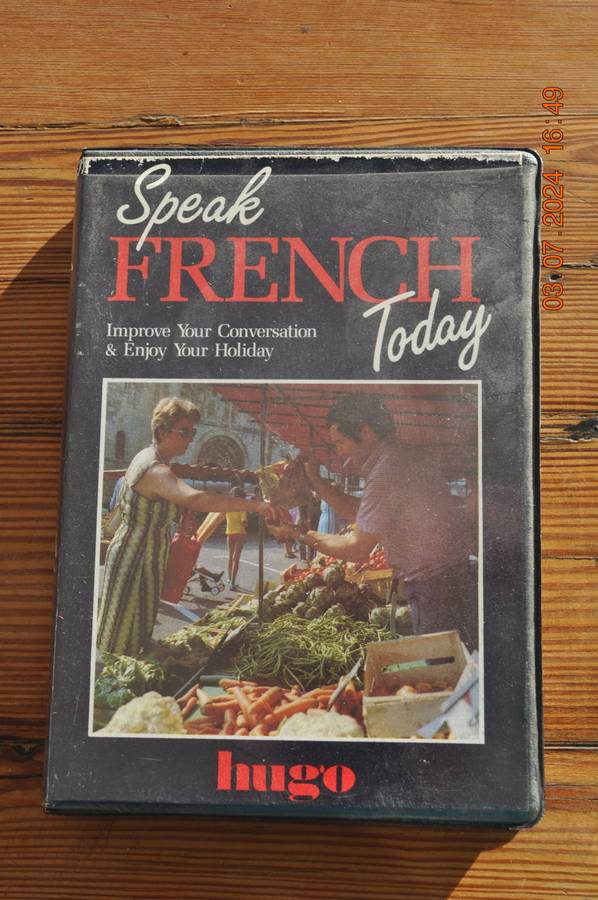 Speak
FRENCH
Today
Improve Your Conversation
& Enjoy Your Holiday
hugo
03.07.2024 16:49